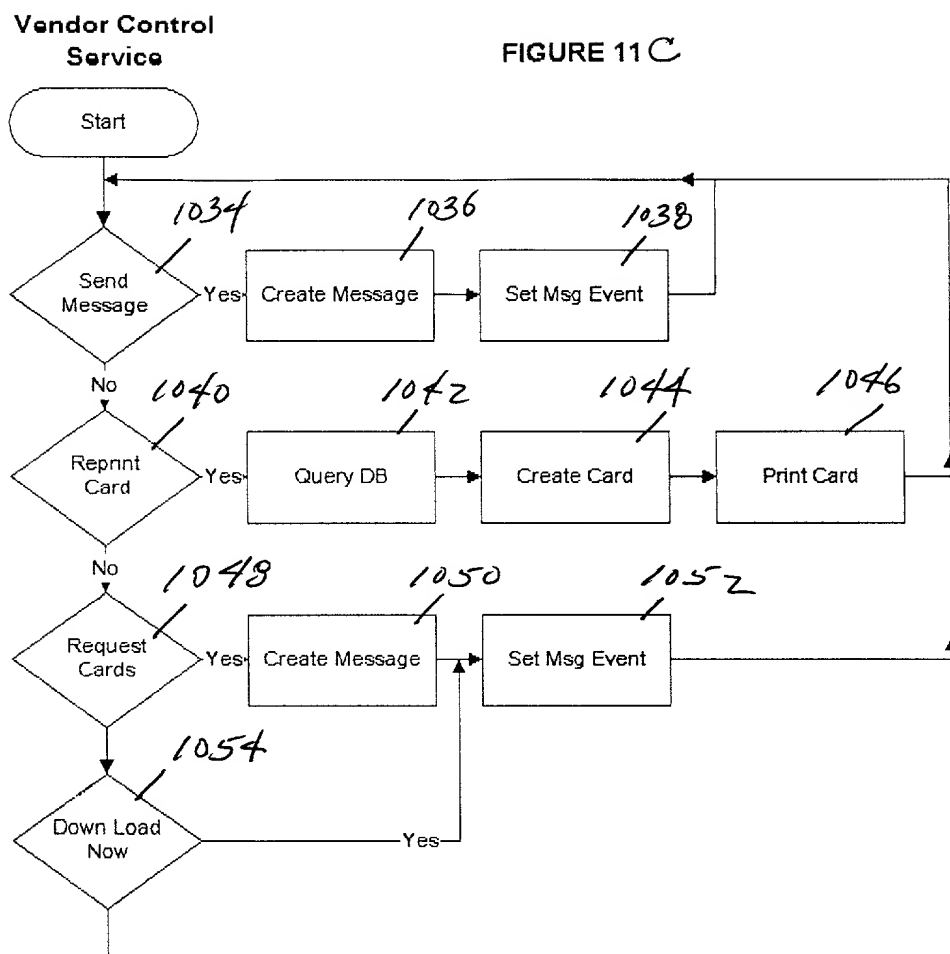 Vendor Control
Service
FIGURE 11 C
Start
1034
1036
1038
Send
Message
Yes
Create Message
Set Msg Event
No
1040
1042
1044
1046
Reprint
Card
Yes
Query DB
Create Card
Print Card
No
1048
1050
1052
Request
Cards
Yes
Create Message
Set Msg Event
1054
Down Load
Now
Yes